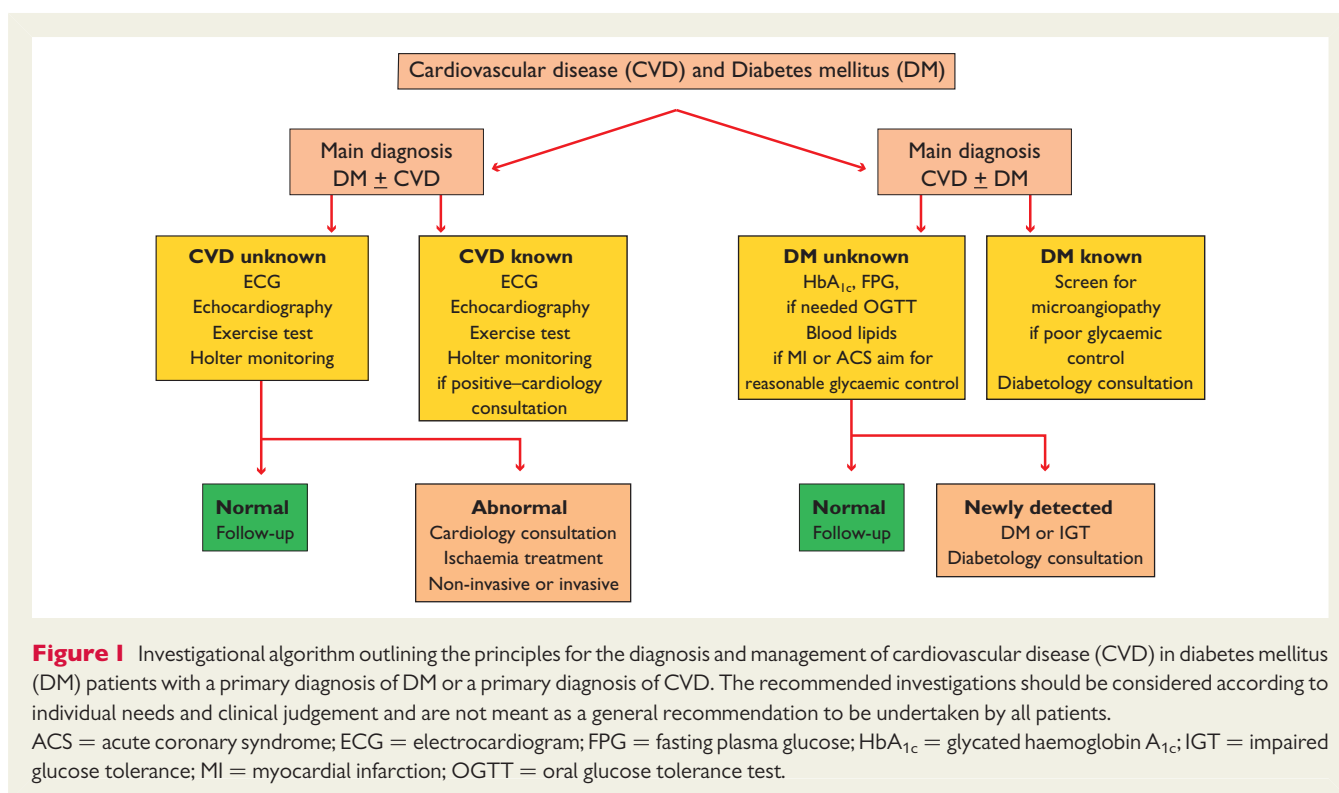 Cardiovascular disease (CVD) and Diabetes mellitus (DM)
Main diagnosis
DM ± CVD
Main diagnosis
CVD ± DM
CVD unknown
ECG
Echocardiography
Exercise test
Holter monitoring
CVD known
ECG
Echocardiography
Exercise test
Holter monitoring
if positive–cardiology
consultation
DM unknown
HbA1c, FPG,
if needed OGTT
Blood lipids
if MI or ACS aim for
reasonable glycaemic control
DM known
Screen for
microangiopathy
if poor glycaemic
control
Diabetology consultation
Normal
Follow-up
Abnormal
Cardiology consultation
Ischaemia treatment
Non-invasive or invasive
Normal
Follow-up
Newly detected
DM or IGT
Diabetology consultation
Figure 1 Investigational algorithm outlining the principles for the diagnosis and management of cardiovascular disease (CVD) in diabetes mellitus
(DM) patients with a primary diagnosis of DM or a primary diagnosis of CVD. The recommended investigations should be considered according to
individual needs and clinical judgement and are not meant as a general recommendation to be undertaken by all patients.
ACS = acute coronary syndrome; ECG = electrocardiogram; FPG = fasting plasma glucose; HbA1c = glycated haemoglobin A1c; IGT = impaired
glucose tolerance; MI = myocardial infarction; OGTT = oral glucose tolerance test.